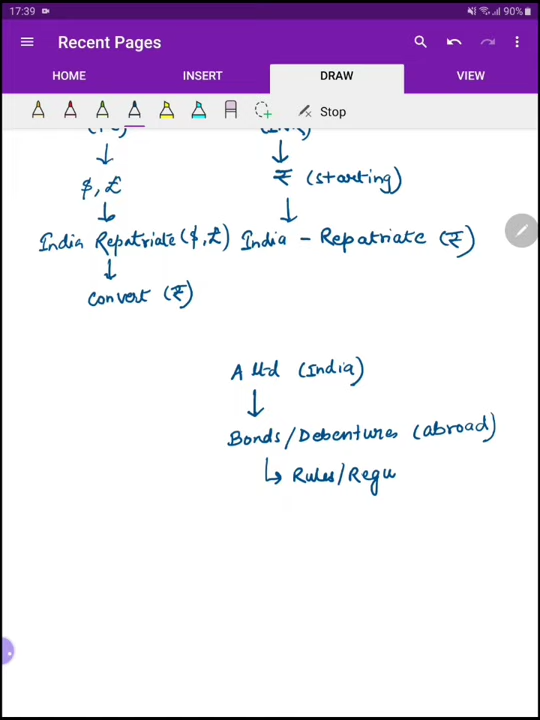 17:39 90%
Recent Pages
HOME INSERT DRAW VIEW
Stop
$, £ ₹ (starting)
India Repatriate ($, £) India - Repatriate (₹)
convert (₹)
A Ltd (India)
Bonds/Debentures (abroad)
Rules/Regu